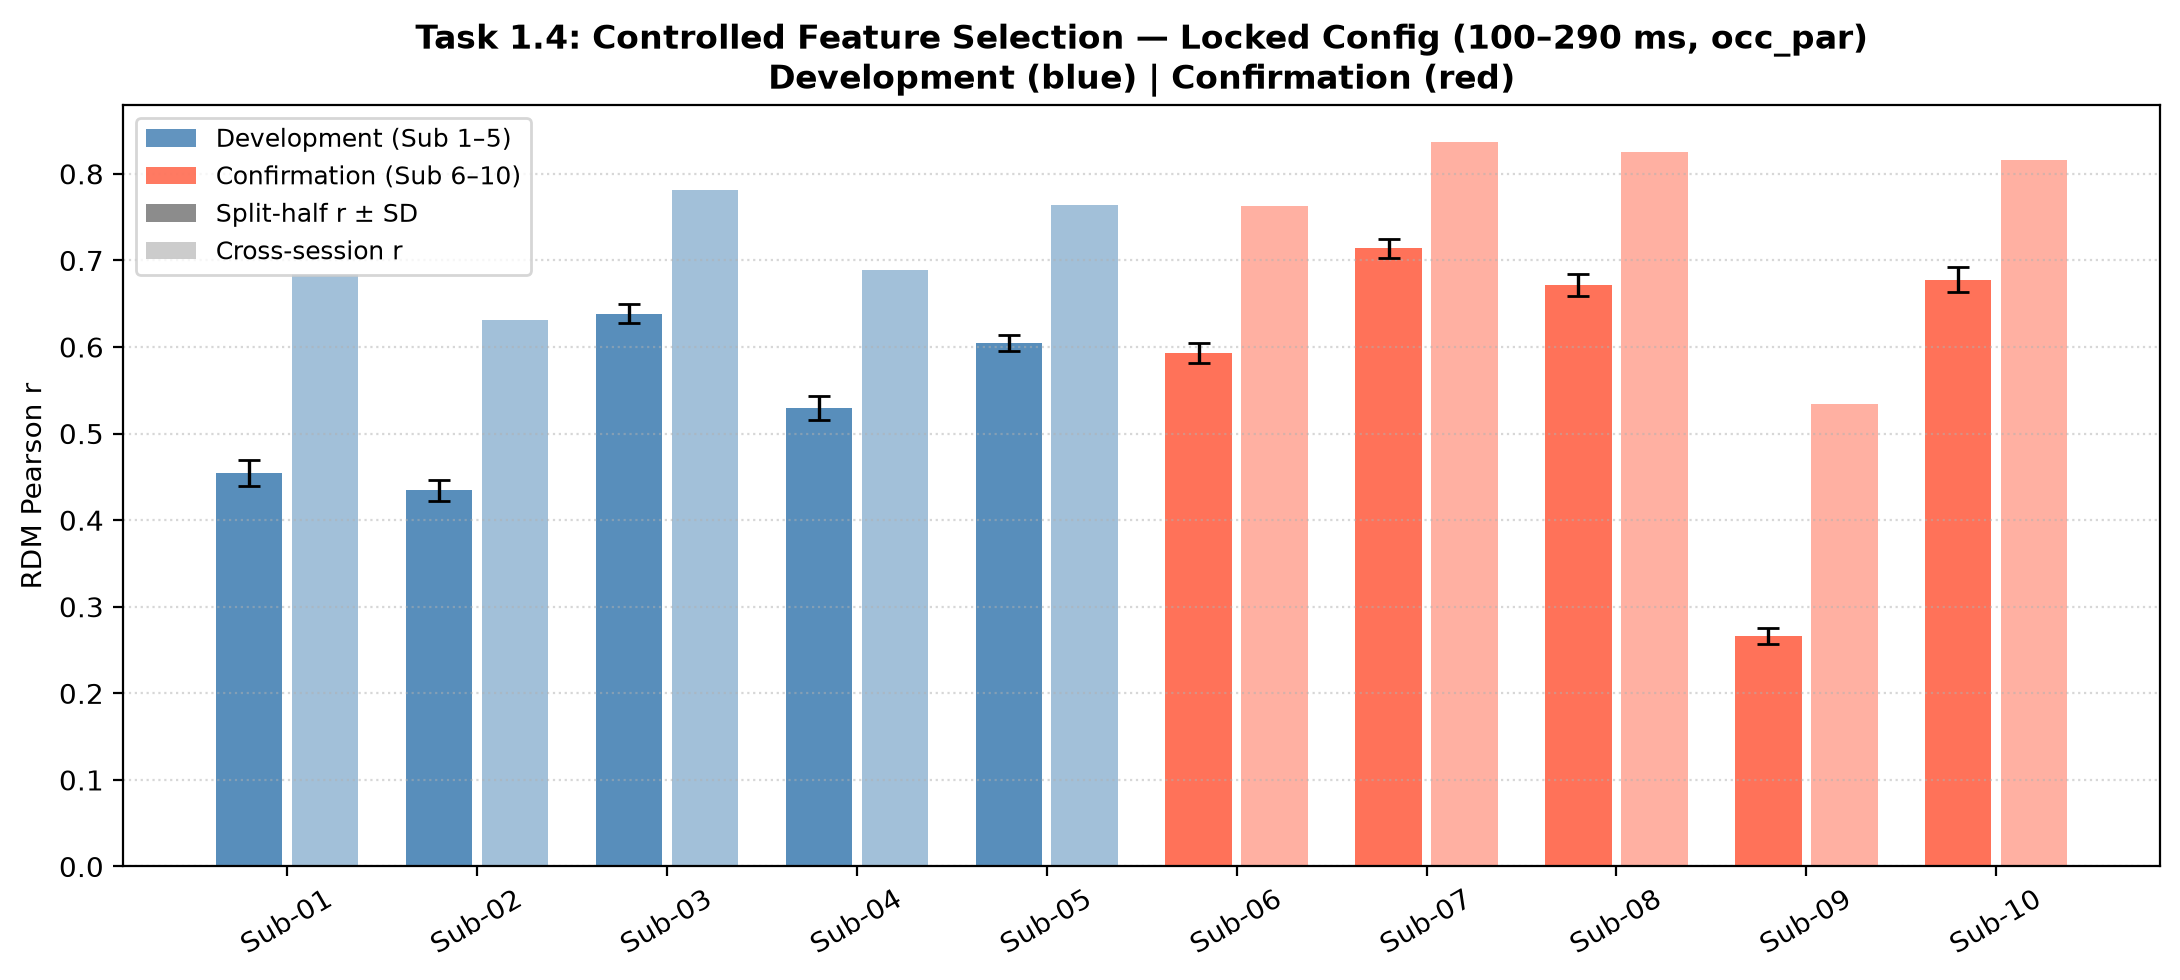 Task 1.4: Controlled Feature Selection — Locked Config (100–290 ms, occ_par)
Development (blue) | Confirmation (red)
Development (Sub 1–5)
Confirmation (Sub 6–10)
Split-half r ± SD
Cross-session r
RDM Pearson r
0.8
0.7
0.6
0.5
0.4
0.3
0.2
0.1
0.0
Sub-01
Sub-02
Sub-03
Sub-04
Sub-05
Sub-06
Sub-07
Sub-08
Sub-09
Sub-10